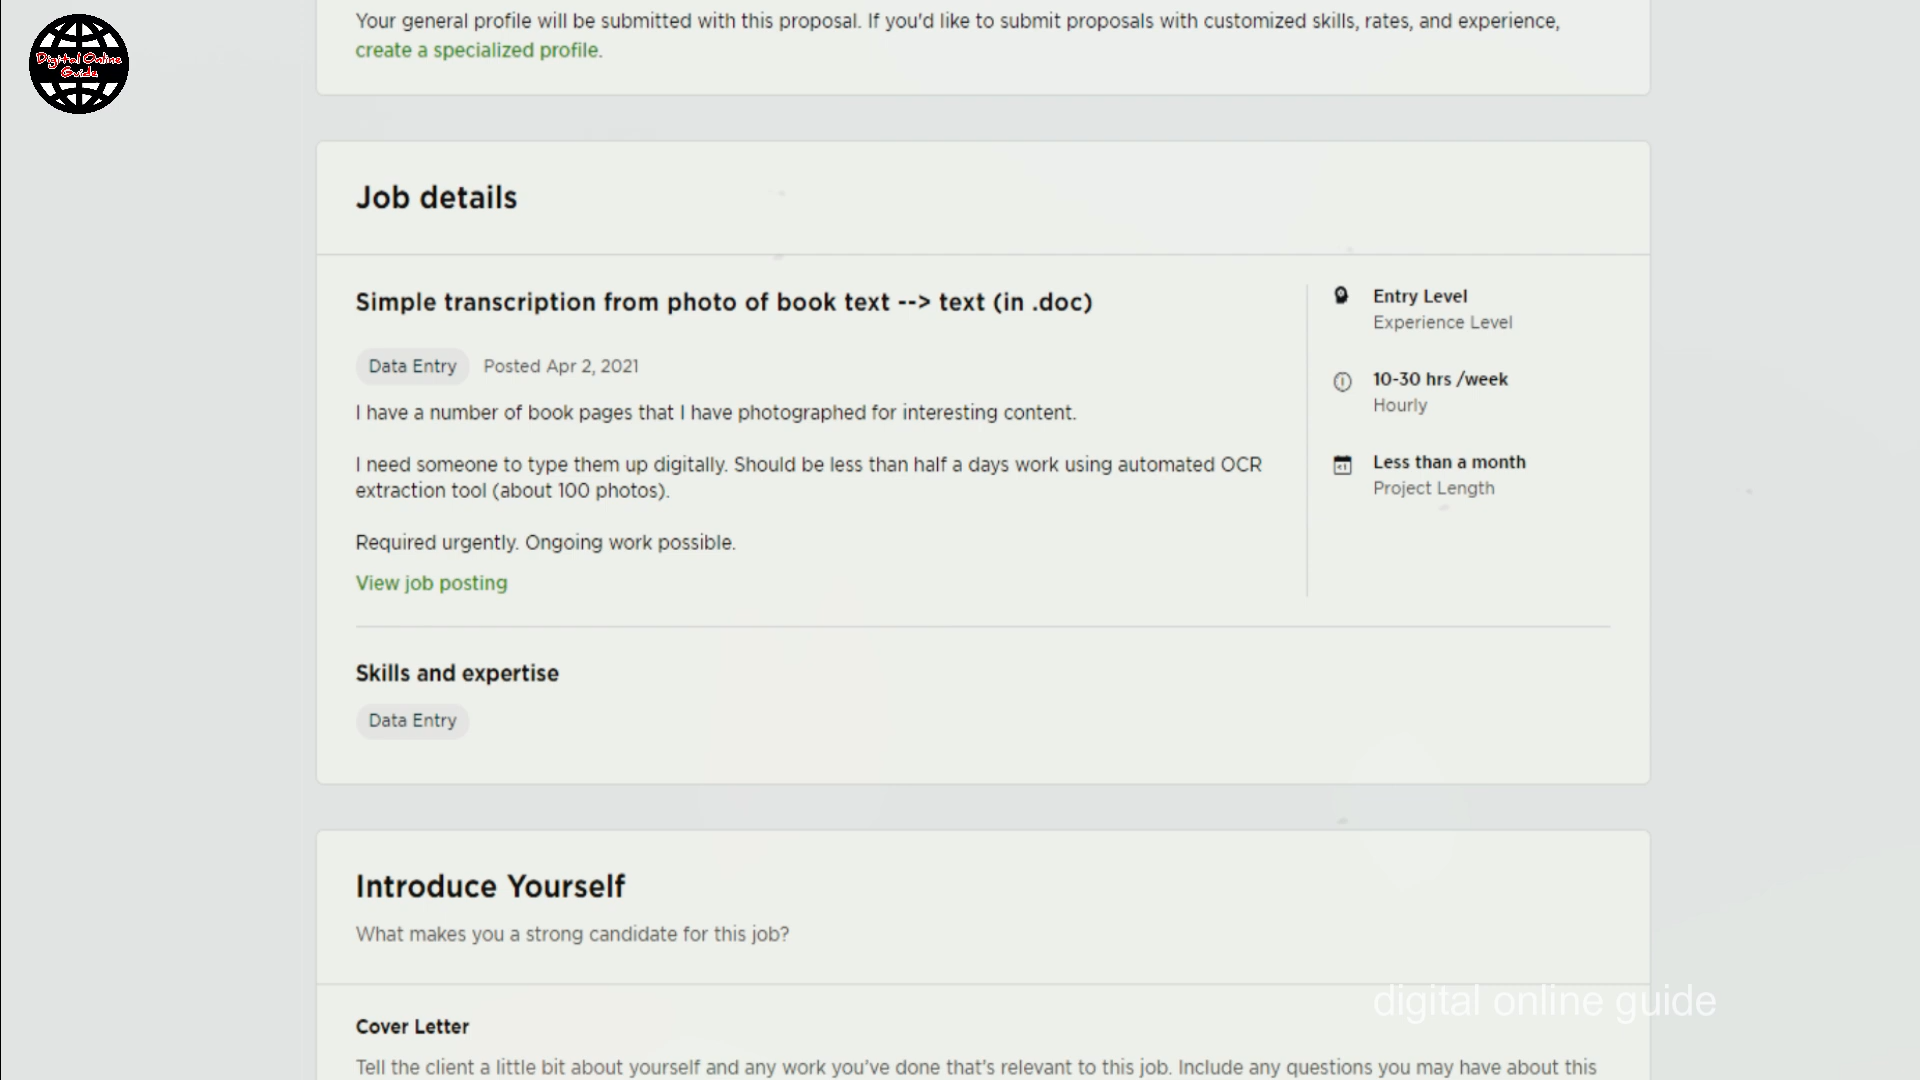 Digital Online
Guide
Your general profile will be submitted with this proposal. If you'd like to submit proposals with customized skills, rates, and experience,
create a specialized profile.
Job details
Simple transcription from photo of book text --> text (in .doc)
Data Entry Posted Apr 2, 2021
I have a number of book pages that I have photographed for interesting content.
I need someone to type them up digitally. Should be less than half a days work using automated OCR
extraction tool (about 100 photos).
Required urgently. Ongoing work possible.
View job posting
Entry Level
Experience Level
10-30 hrs /week
Hourly
Less than a month
Project Length
Skills and expertise
Data Entry
Introduce Yourself
What makes you a strong candidate for this job?
Cover Letter
Tell the client a little bit about yourself and any work you've done that's relevant to this job. Include any questions you may have about this
digital online guide